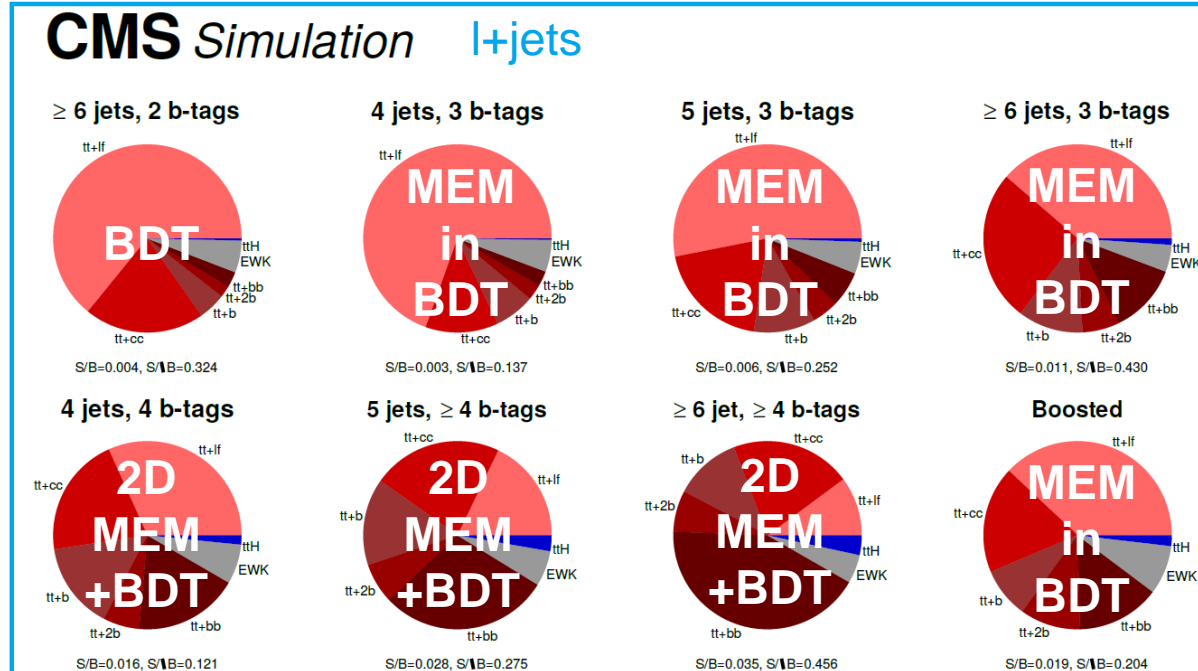 CMS Simulation l+jets
≥ 6 jets, 2 b-tags
tt+lf
BDT
ttH
EWK
tt+bb
tt+2b
tt+b
tt+cc
S/B=0.004, S/√B=0.324
4 jets, 3 b-tags
tt+lf
MEM
in
BDT
ttH
EWK
tt+bb
tt+2b
tt+b
tt+cc
S/B=0.003, S/√B=0.137
5 jets, 3 b-tags
tt+lf
MEM
in
BDT
ttH
EWK
tt+bb
tt+2b
tt+b
tt+cc
S/B=0.006, S/√B=0.252
≥ 6 jets, 3 b-tags
tt+lf
MEM
in
BDT
ttH
EWK
tt+bb
tt+2b
tt+b
tt+cc
S/B=0.011, S/√B=0.430
4 jets, 4 b-tags
tt+lf
tt+cc
2D
MEM
+BDT
ttH
EWK
tt+b
tt+2b
tt+bb
S/B=0.016, S/√B=0.121
5 jets, ≥ 4 b-tags
tt+cc
tt+lf
2D
MEM
+BDT
tt+b
ttH
EWK
tt+2b
tt+bb
S/B=0.028, S/√B=0.275
≥ 6 jet, ≥ 4 b-tags
tt+cc
tt+b
2D
MEM
+BDT
tt+lf
tt+2b
ttH
EWK
tt+bb
S/B=0.035, S/√B=0.456
Boosted
tt+lf
MEM
in
BDT
tt+cc
ttH
EWK
tt+b
tt+2b
tt+bb
S/B=0.019, S/√B=0.204